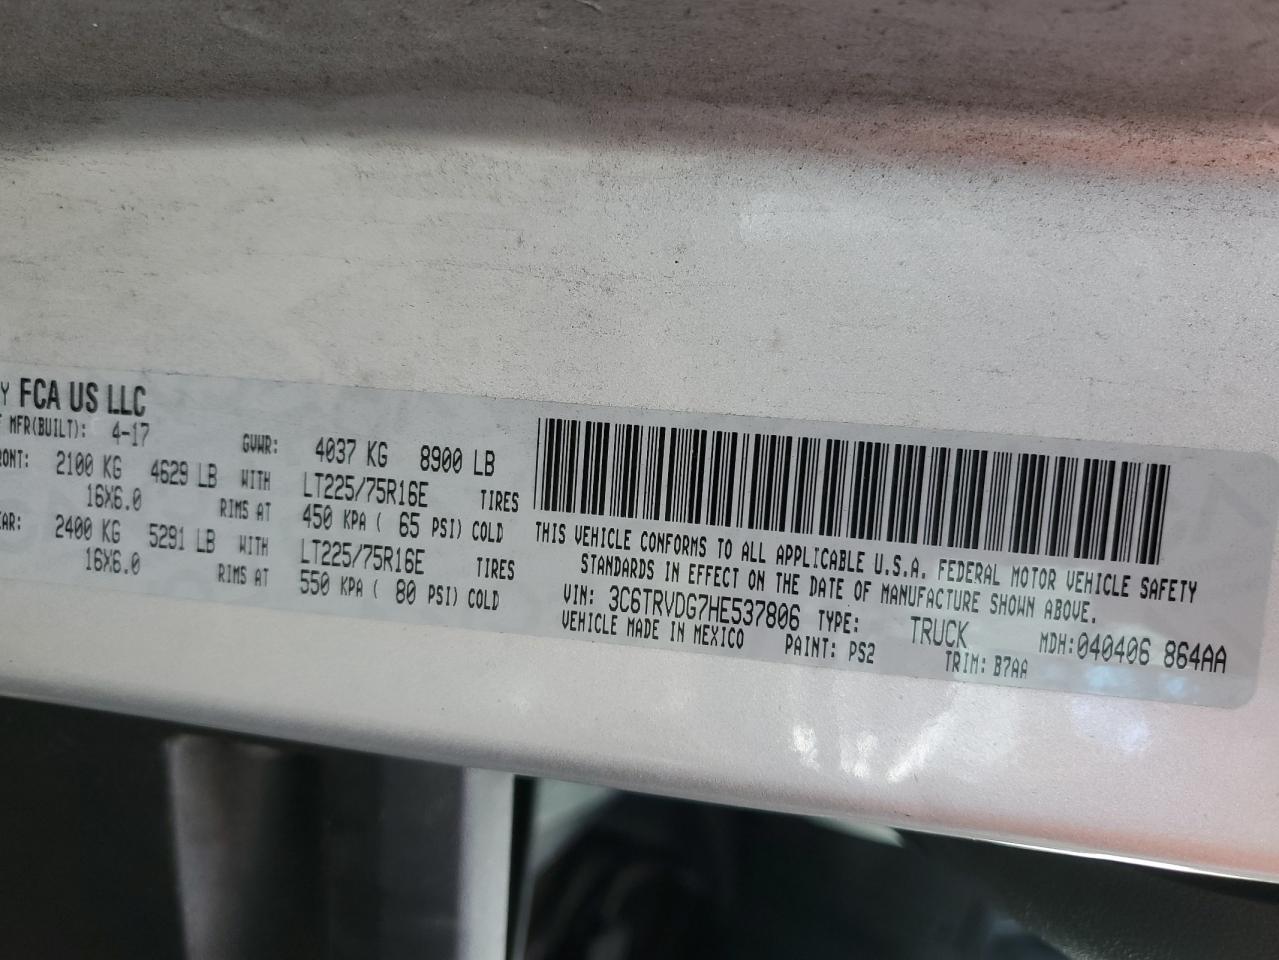 Y FCA US LLC
MFR(BUILT): 4-17 GVWR: 4037 KG 8900 LB
RONT: 2100 KG 4629 LB WITH LT225/75R16E TIRES
16X6.0 RIMS AT 450 KPA ( 65 PSI) COLD
AR: 2400 KG 5291 LB WITH LT225/75R16E TIRES
16X6.0 RIMS AT 550 KPA ( 80 PSI) COLD
THIS VEHICLE CONFORMS TO ALL APPLICABLE U.S.A. FEDERAL MOTOR VEHICLE SAFETY
STANDARDS IN EFFECT ON THE DATE OF MANUFACTURE SHOWN ABOVE.
VIN: 3C6TRVDG7HE537806 TYPE: TRUCK MDH:040406 864AA
VEHICLE MADE IN MEXICO PAINT: PS2 TRIM: B7AA